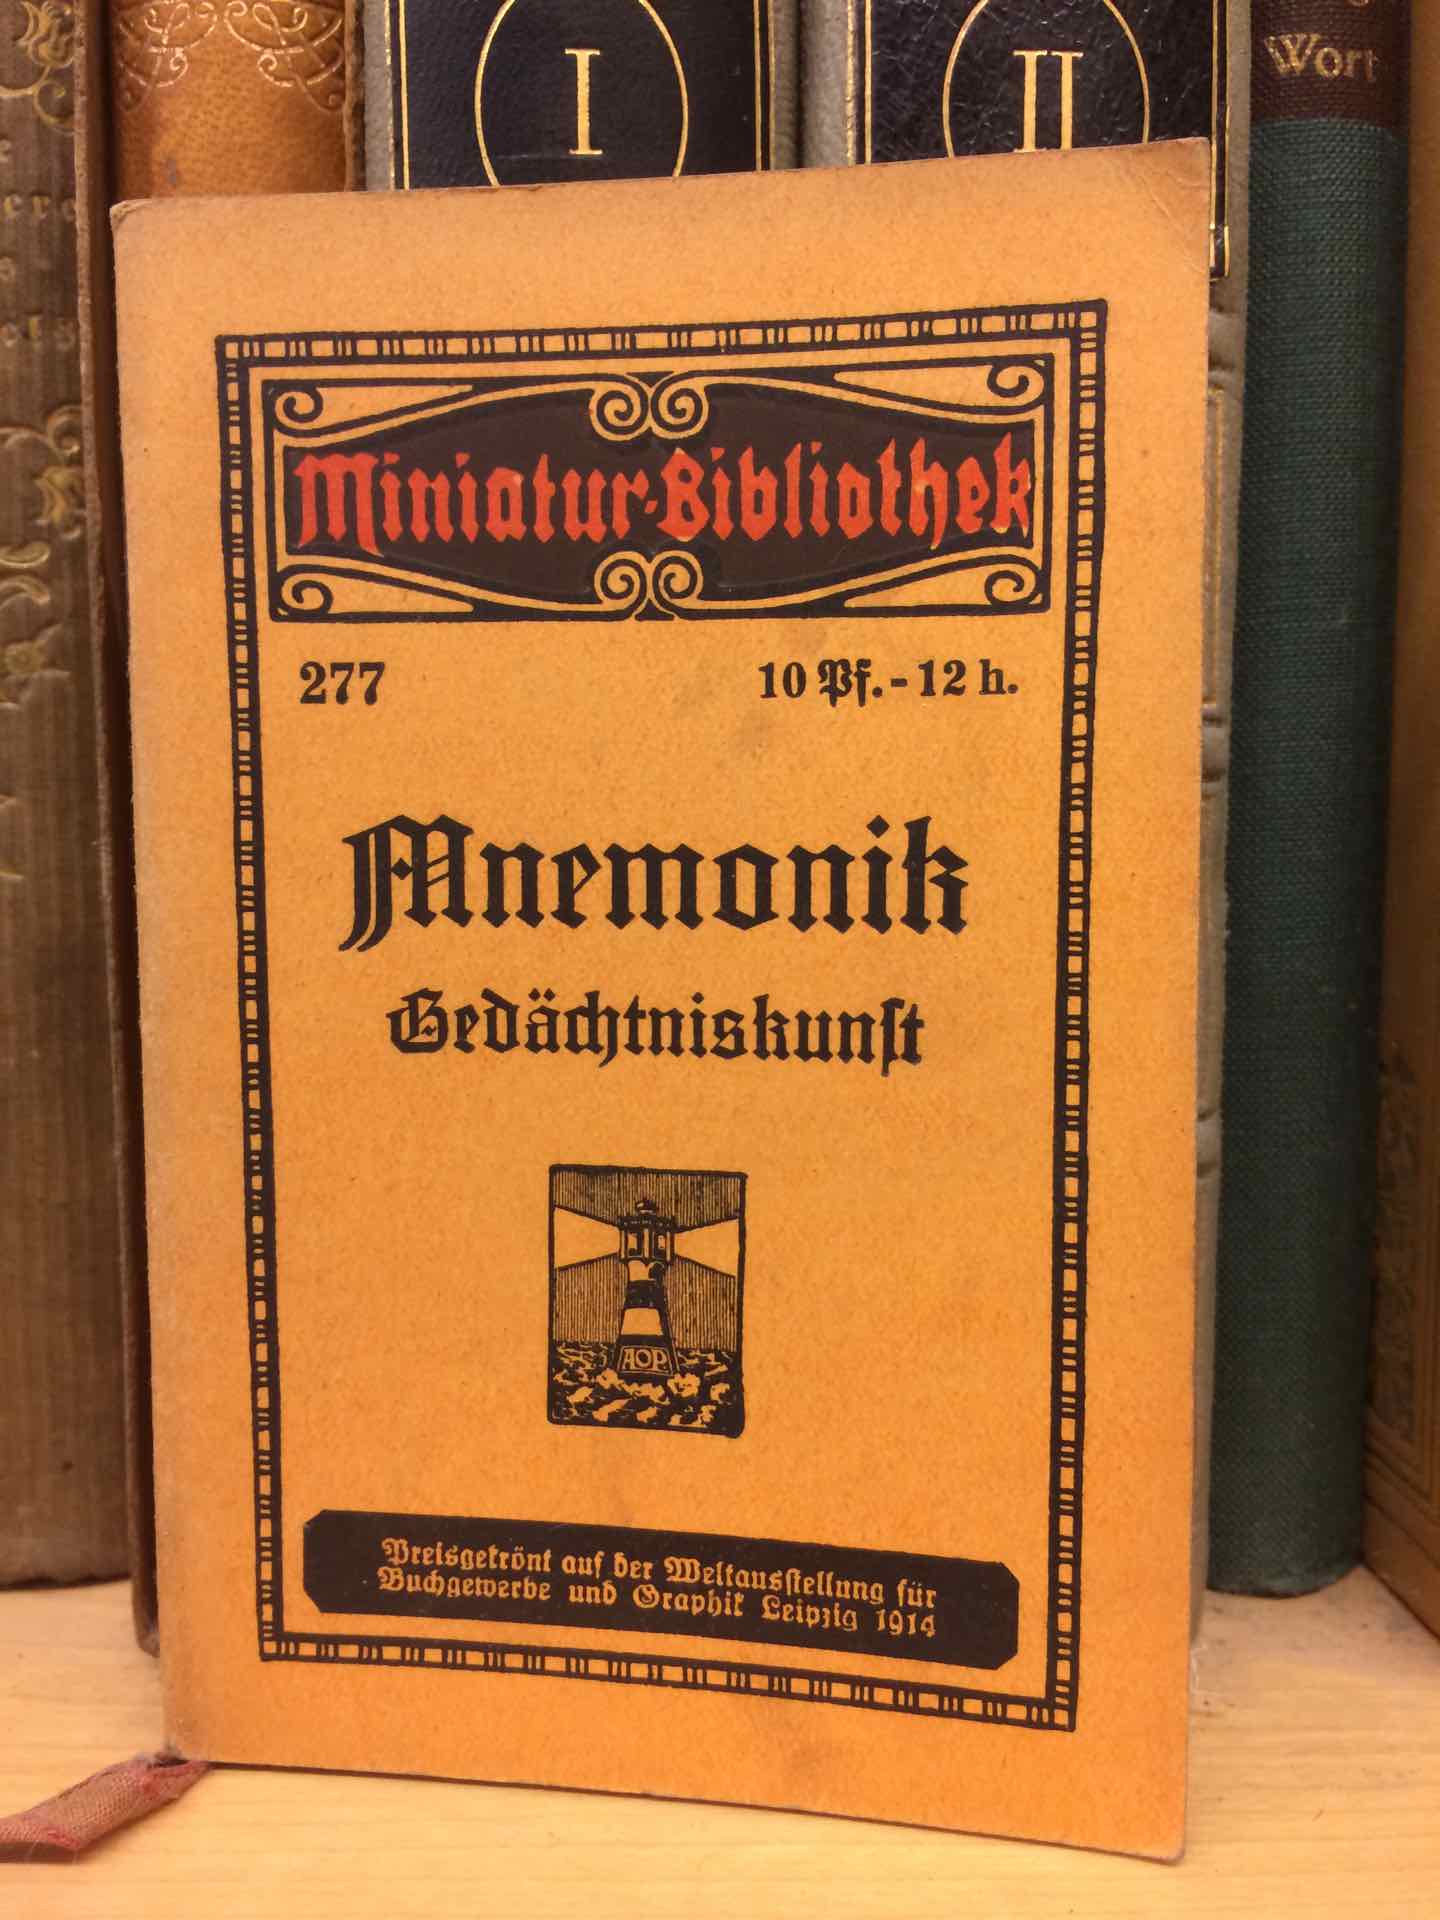 I
II
Wort
Miniatur-Bibliothek
277
10 Pf. - 12 h.
Mnemonik
Gedächtniskunſt
AOP.
Preisgekrönt auf der Weltausſtellung für
Buchgewerbe und Graphik Leipzig 1914